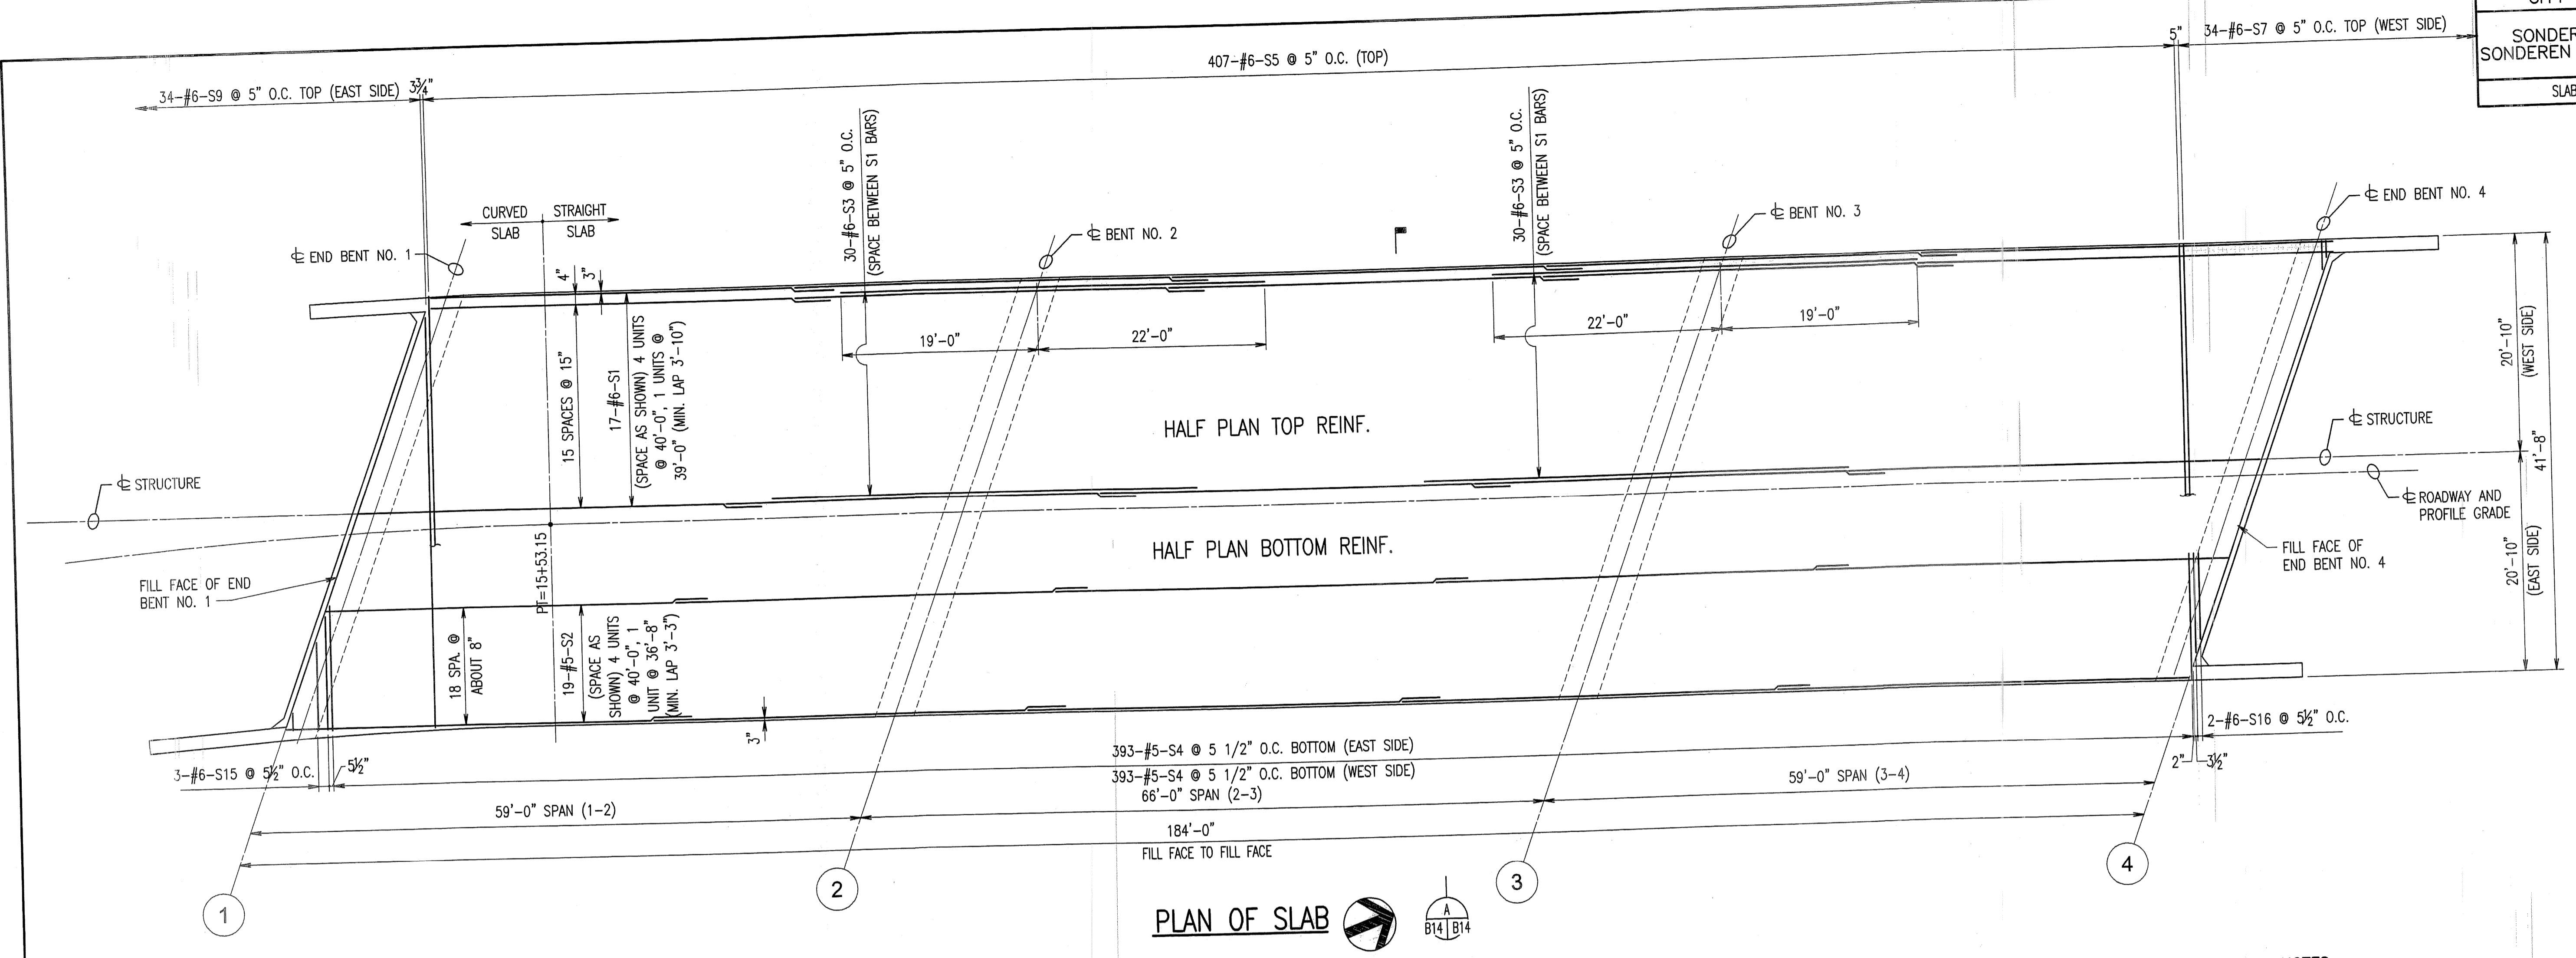 SONDER
SONDEREN
SLAB
34-#6-S9 @ 5" O.C. TOP (EAST SIDE)
3¾"
407-#6-S5 @ 5" O.C. (TOP)
5"
34-#6-S7 @ 5" O.C. TOP (WEST SIDE)
CURVED
SLAB
STRAIGHT
SLAB
℄ END BENT NO. 1
30-#6-S3 @ 5" O.C.
(SPACE BETWEEN S1 BARS)
℄ BENT NO. 2
30-#6-S3 @ 5" O.C.
(SPACE BETWEEN S1 BARS)
℄ BENT NO. 3
℄ END BENT NO. 4
4"
3"
19'-0"
22'-0"
22'-0"
19'-0"
15 SPACES @ 15"
17-#6-S1
(SPACE AS SHOWN) 4 UNITS
@ 40'-0", 1 UNITS @
39'-0" (MIN. LAP 3'-10")
HALF PLAN TOP REINF.
20'-10"
(WEST SIDE)
41'-8"
℄ STRUCTURE
℄ STRUCTURE
℄ ROADWAY AND
PROFILE GRADE
PT=15+53.15
HALF PLAN BOTTOM REINF.
FILL FACE OF END
BENT NO. 1
FILL FACE OF
END BENT NO. 4
20'-10"
(EAST SIDE)
18 SPA. @
ABOUT 8"
19-#5-S2
(SPACE AS
SHOWN) 4 UNITS
@ 40'-0", 1
UNIT @ 36'-8"
(MIN. LAP 3'-3")
3"
3-#6-S15 @ 5½" O.C.
5½"
393-#5-S4 @ 5 1/2" O.C. BOTTOM (EAST SIDE)
393-#5-S4 @ 5 1/2" O.C. BOTTOM (WEST SIDE)
2-#6-S16 @ 5½" O.C.
2"
3½"
59'-0" SPAN (1-2)
66'-0" SPAN (2-3)
59'-0" SPAN (3-4)
184'-0"
FILL FACE TO FILL FACE
1
2
3
4
PLAN OF SLAB
A
B14 B14